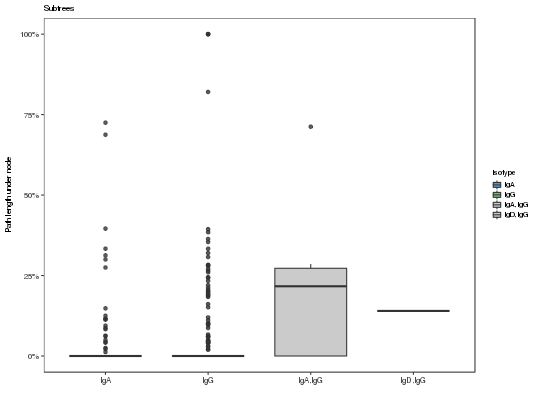 Subtrees
Path length under node
100%
75%
50%
25%
0%
IgA
IgG
IgA.IgG
IgD.IgG
Isotype
IgA
IgG
IgA.IgG
IgD.IgG